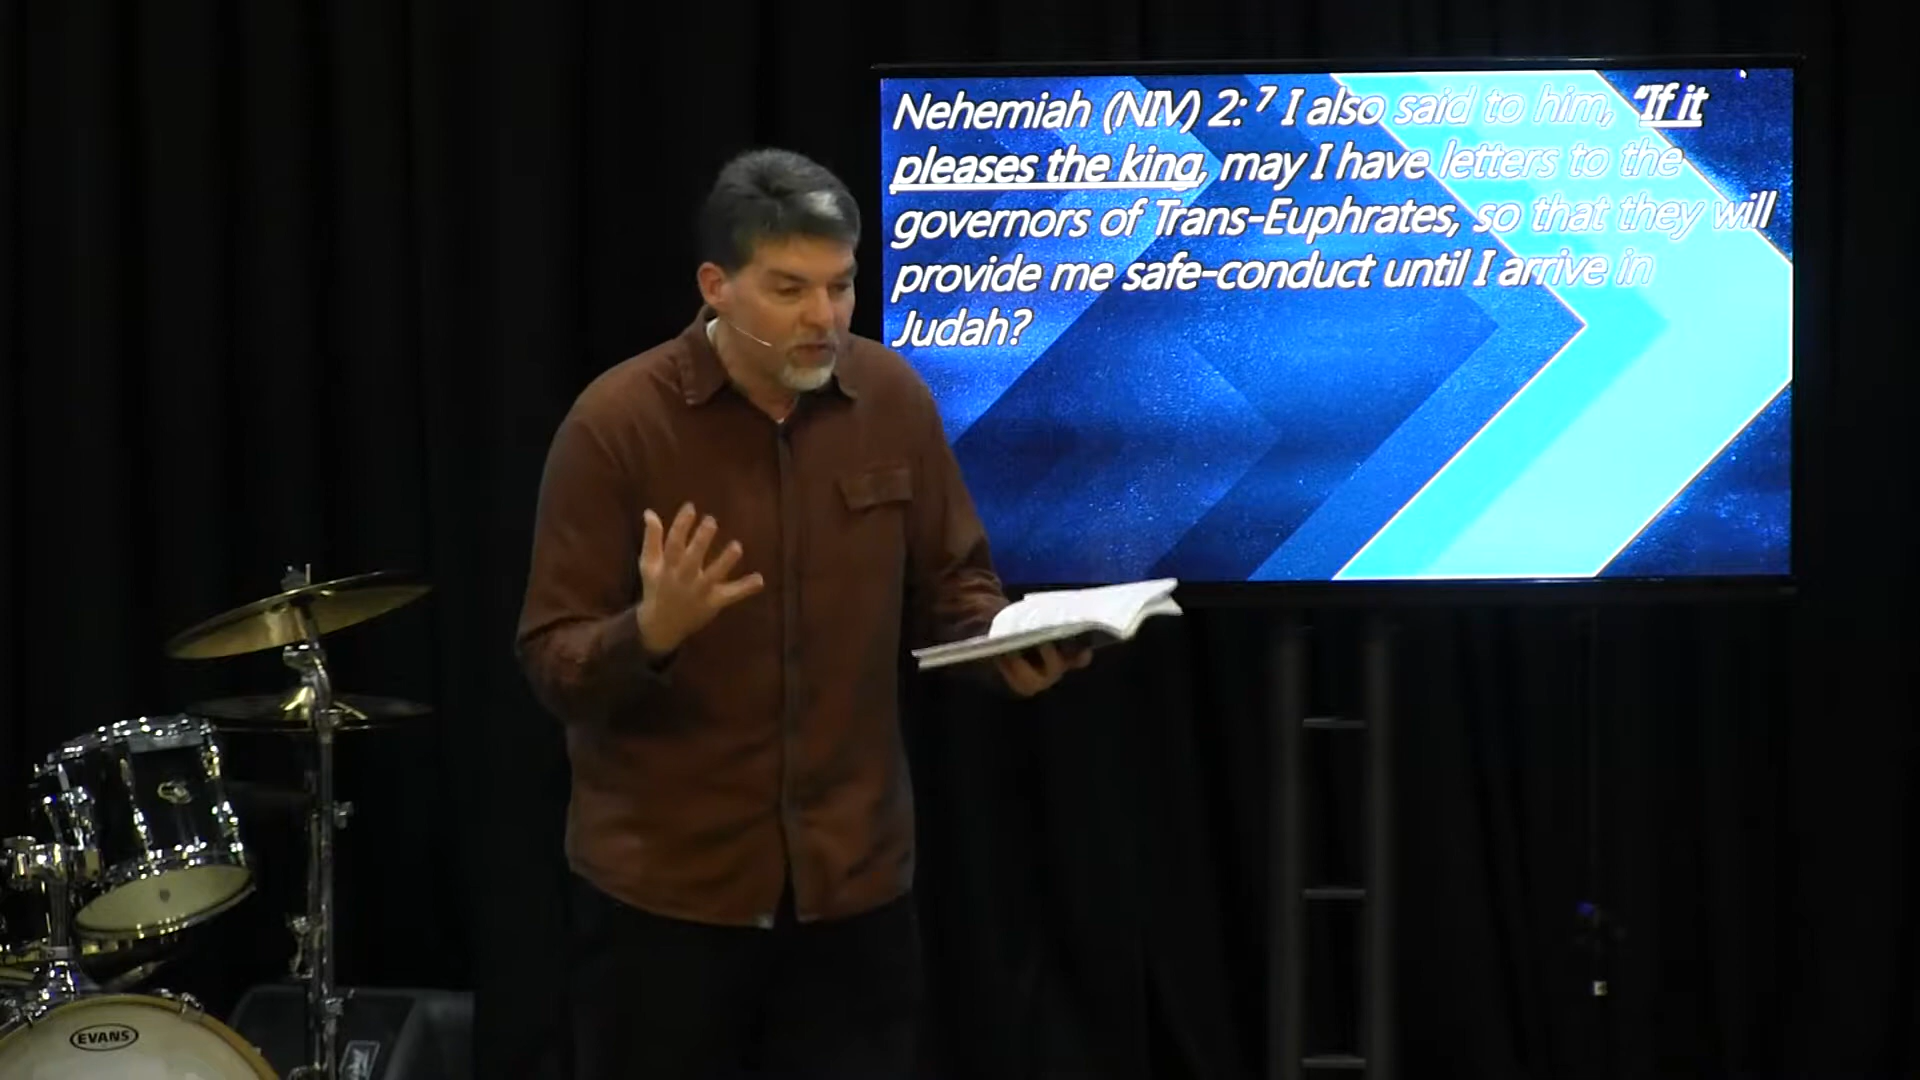 Nehemiah (NIV) 2: ⁷ I also said to him, "If it
pleases the king, may I have letters to the
governors of Trans-Euphrates, so that they will
provide me safe-conduct until I arrive in
Judah?
EVANS